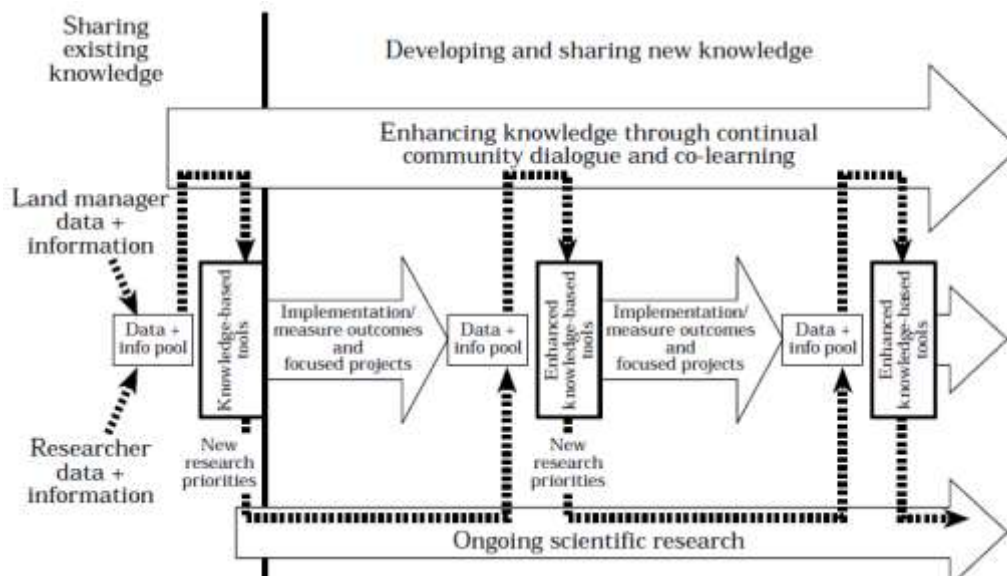 Sharing
existing
knowledge
Developing and sharing new knowledge
Enhancing knowledge through continual
community dialogue and co-learning
Land manager
data +
information
Data +
info pool
Researcher
data +
information
Knowledge-based
tools
New
research
priorities
Implementation/
measure outcomes
and
focused projects
Data +
info pool
Enhanced
knowledge-based
tools
New
research
priorities
Implementation/
measure outcomes
and
focused projects
Data +
info pool
Enhanced
knowledge-based
tools
Ongoing scientific research